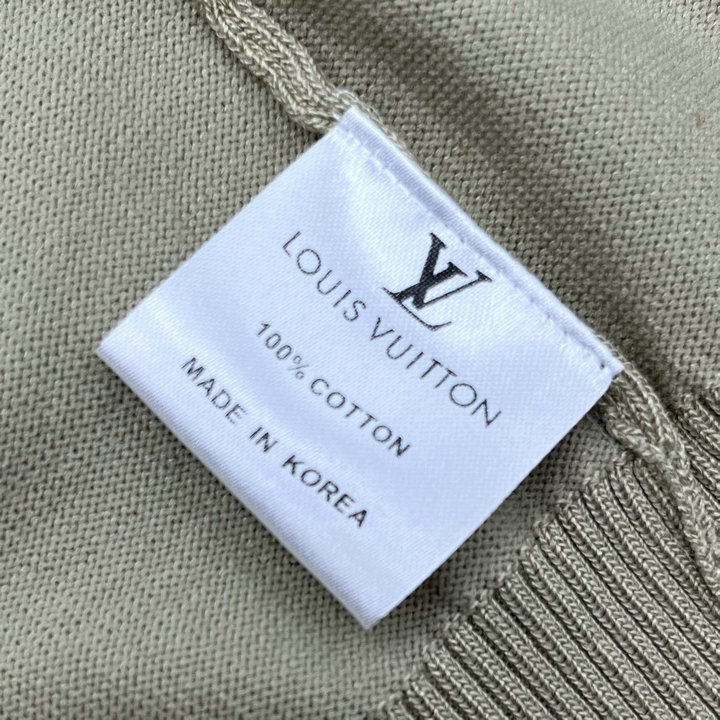 LV
LOUIS VUITTON
100% COTTON
MADE IN KOREA